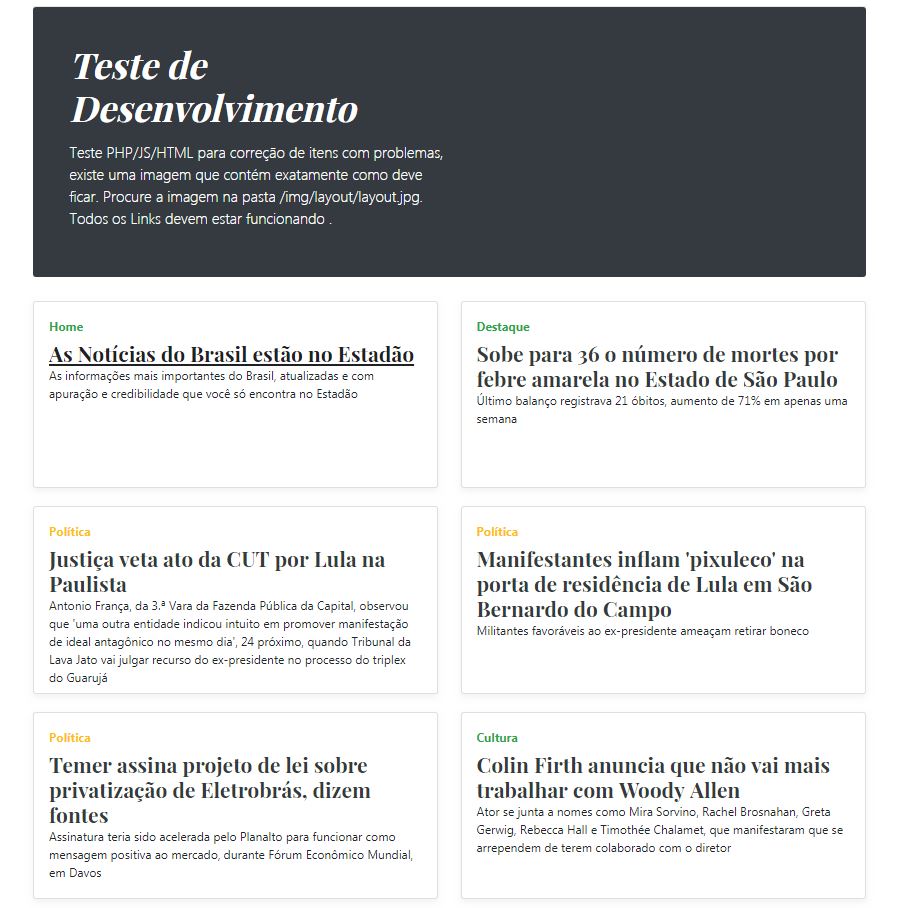 Teste de
Desenvolvimento
Teste PHP/JS/HTML para correção de itens com problemas,
existe uma imagem que contém exatamente como deve
ficar. Procure a imagem na pasta /img/layout/layout.jpg.
Todos os Links devem estar funcionando .
Home
As Notícias do Brasil estão no Estadão
As informações mais importantes do Brasil, atualizadas e com
apuração e credibilidade que você só encontra no Estadão
Destaque
Sobe para 36 o número de mortes por
febre amarela no Estado de São Paulo
Último balanço registrava 21 óbitos, aumento de 71% em apenas uma
semana
Política
Justiça veta ato da CUT por Lula na
Paulista
Antonio França, da 3.ª Vara da Fazenda Pública da Capital, observou
que 'uma outra entidade indicou intuito em promover manifestação
de ideal antagônico no mesmo dia', 24 próximo, quando Tribunal da
Lava Jato vai julgar recurso do ex-presidente no processo do triplex
do Guarujá
Política
Manifestantes inflam 'pixuleco' na
porta de residência de Lula em São
Bernardo do Campo
Militantes favoráveis ao ex-presidente ameaçam retirar boneco
Política
Temer assina projeto de lei sobre
privatização de Eletrobrás, dizem
fontes
Assinatura teria sido acelerada pelo Planalto para funcionar como
mensagem positiva ao mercado, durante Fórum Econômico Mundial,
em Davos
Cultura
Colin Firth anuncia que não vai mais
trabalhar com Woody Allen
Ator se junta a nomes como Mira Sorvino, Rachel Brosnahan, Greta
Gerwig, Rebecca Hall e Timothée Chalamet, que manifestaram que se
arrependem de terem colaborado com o diretor